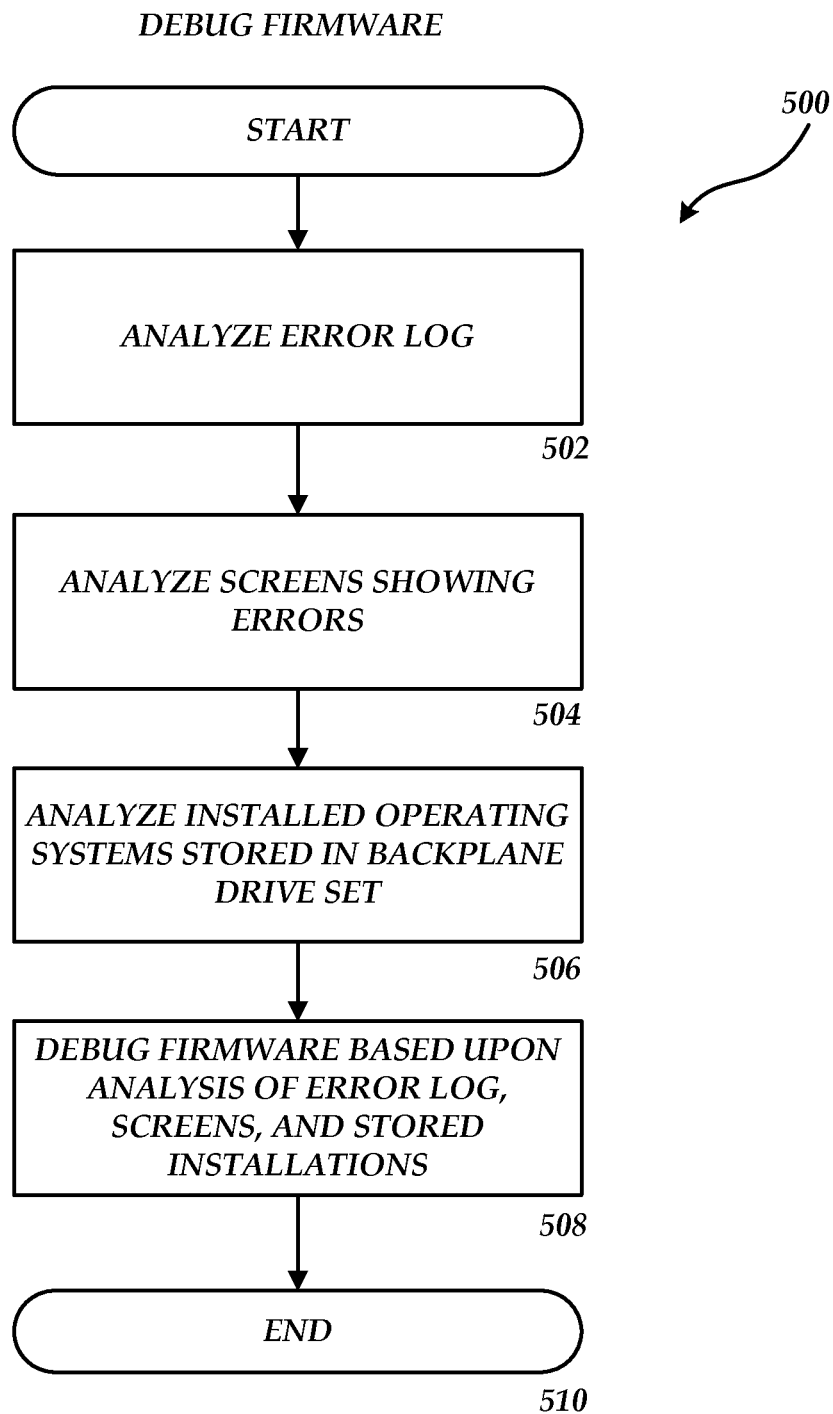 DEBUG FIRMWARE
START
500
ANALYZE ERROR LOG
502
ANALYZE SCREENS SHOWING
ERRORS
504
ANALYZE INSTALLED OPERATING
SYSTEMS STORED IN BACKPLANE
DRIVE SET
506
DEBUG FIRMWARE BASED UPON
ANALYSIS OF ERROR LOG,
SCREENS, AND STORED
INSTALLATIONS
508
END
510